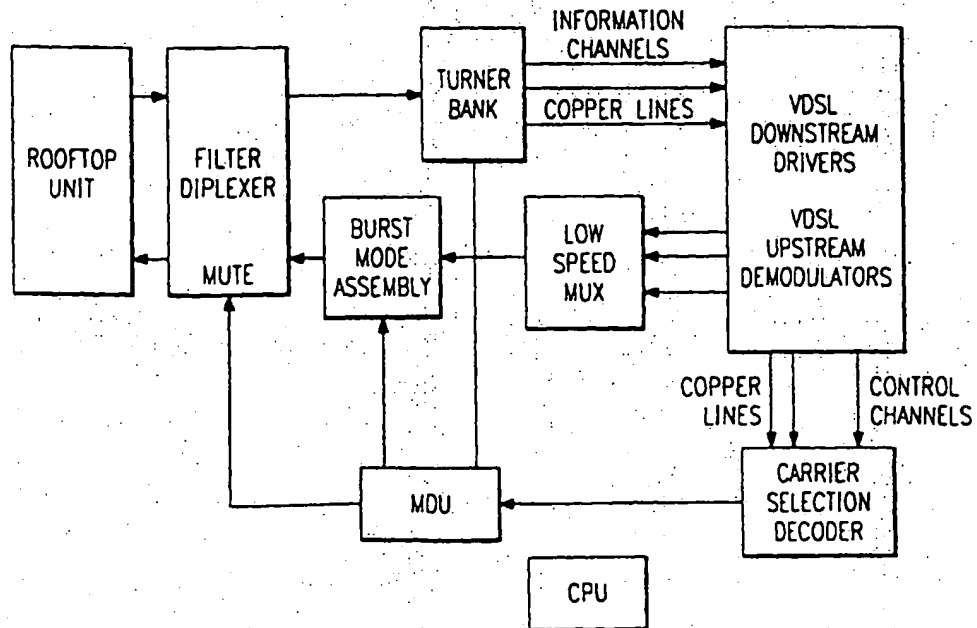 INFORMATION
CHANNELS
TURNER
BANK
COPPER LINES
VDSL
DOWNSTREAM
DRIVERS
VDSL
UPSTREAM
DEMODULATORS
ROOFTOP
UNIT
FILTER
DIPLEXER
MUTE
BURST
MODE
ASSEMBLY
LOW
SPEED
MUX
COPPER
LINES
CONTROL
CHANNELS
CARRIER
SELECTION
DECODER
MDU
CPU